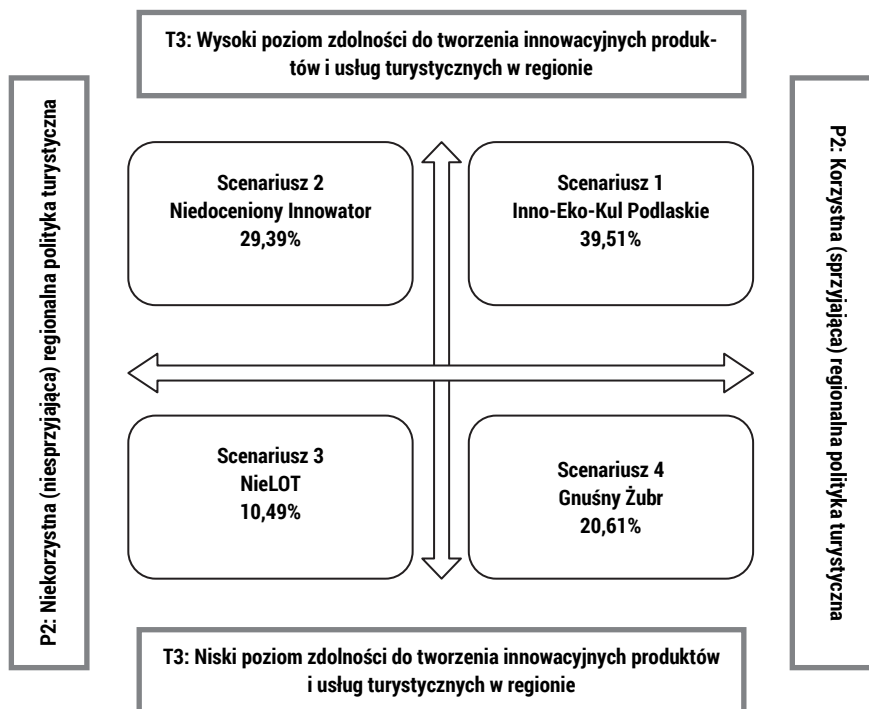 T3: Wysoki poziom zdolności do tworzenia innowacyjnych produk-
tów i usług turystycznych w regionie
P2: Niekorzystna (niesprzyjająca) regionalna polityka turystyczna
Scenariusz 2
Niedoceniony Innowator
29,39%
Scenariusz 1
Inno-Eko-Kul Podlaskie
39,51%
P2: Korzystna (sprzyjająca) regionalna polityka turystyczna
Scenariusz 3
NieLOT
10,49%
Scenariusz 4
Gnuśny Żubr
20,61%
T3: Niski poziom zdolności do tworzenia innowacyjnych produktów
i usług turystycznych w regionie